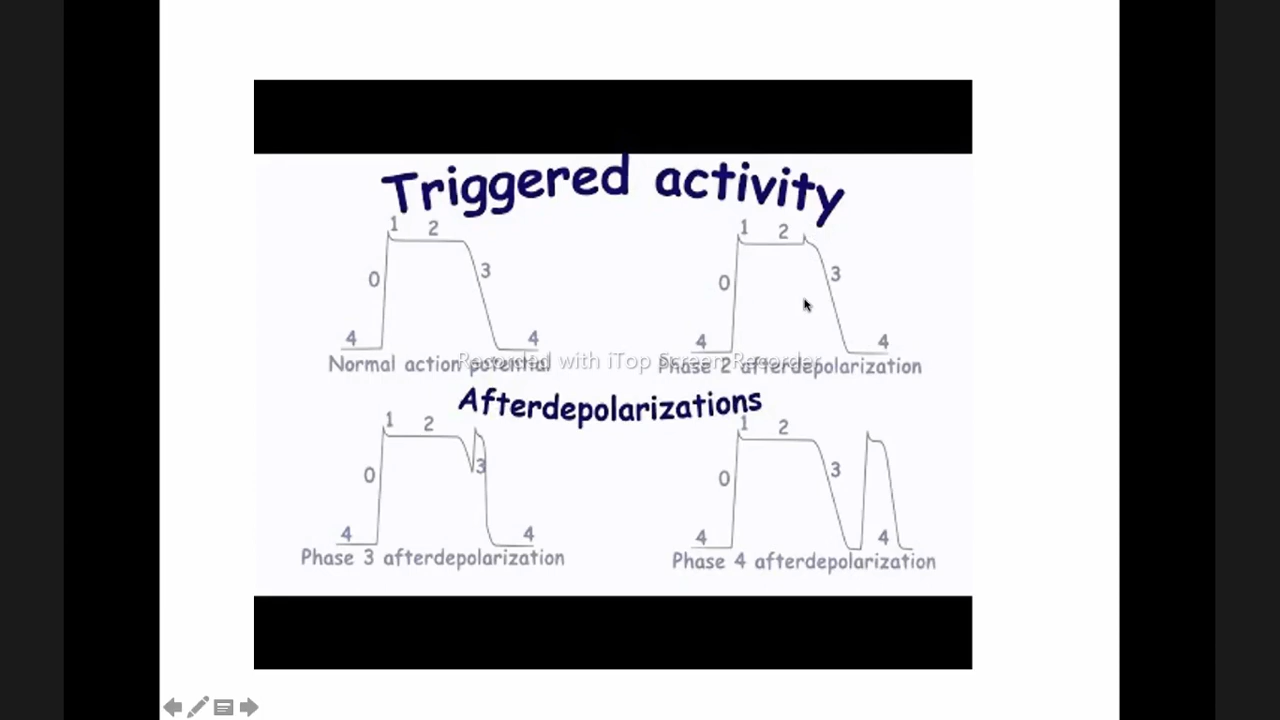 Triggered activity
1 2
0
3
4 4
Normal action potential
1 2
0
3
4 4
Phase 2 afterdepolarization
Recorded with iTop Screen Recorder
Afterdepolarizations
1 2
0
3
4 4
Phase 3 afterdepolarization
1 2
0
3
4 4
Phase 4 afterdepolarization